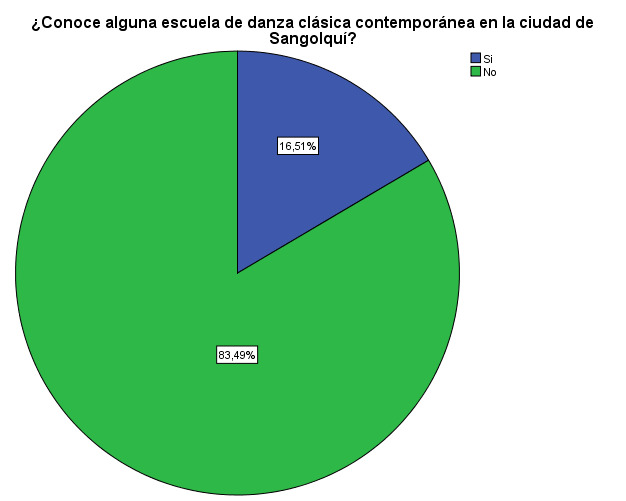 ¿Conoce alguna escuela de danza clásica contemporánea en la ciudad de
Sangolquí?
Si
No
16,51%
83,49%